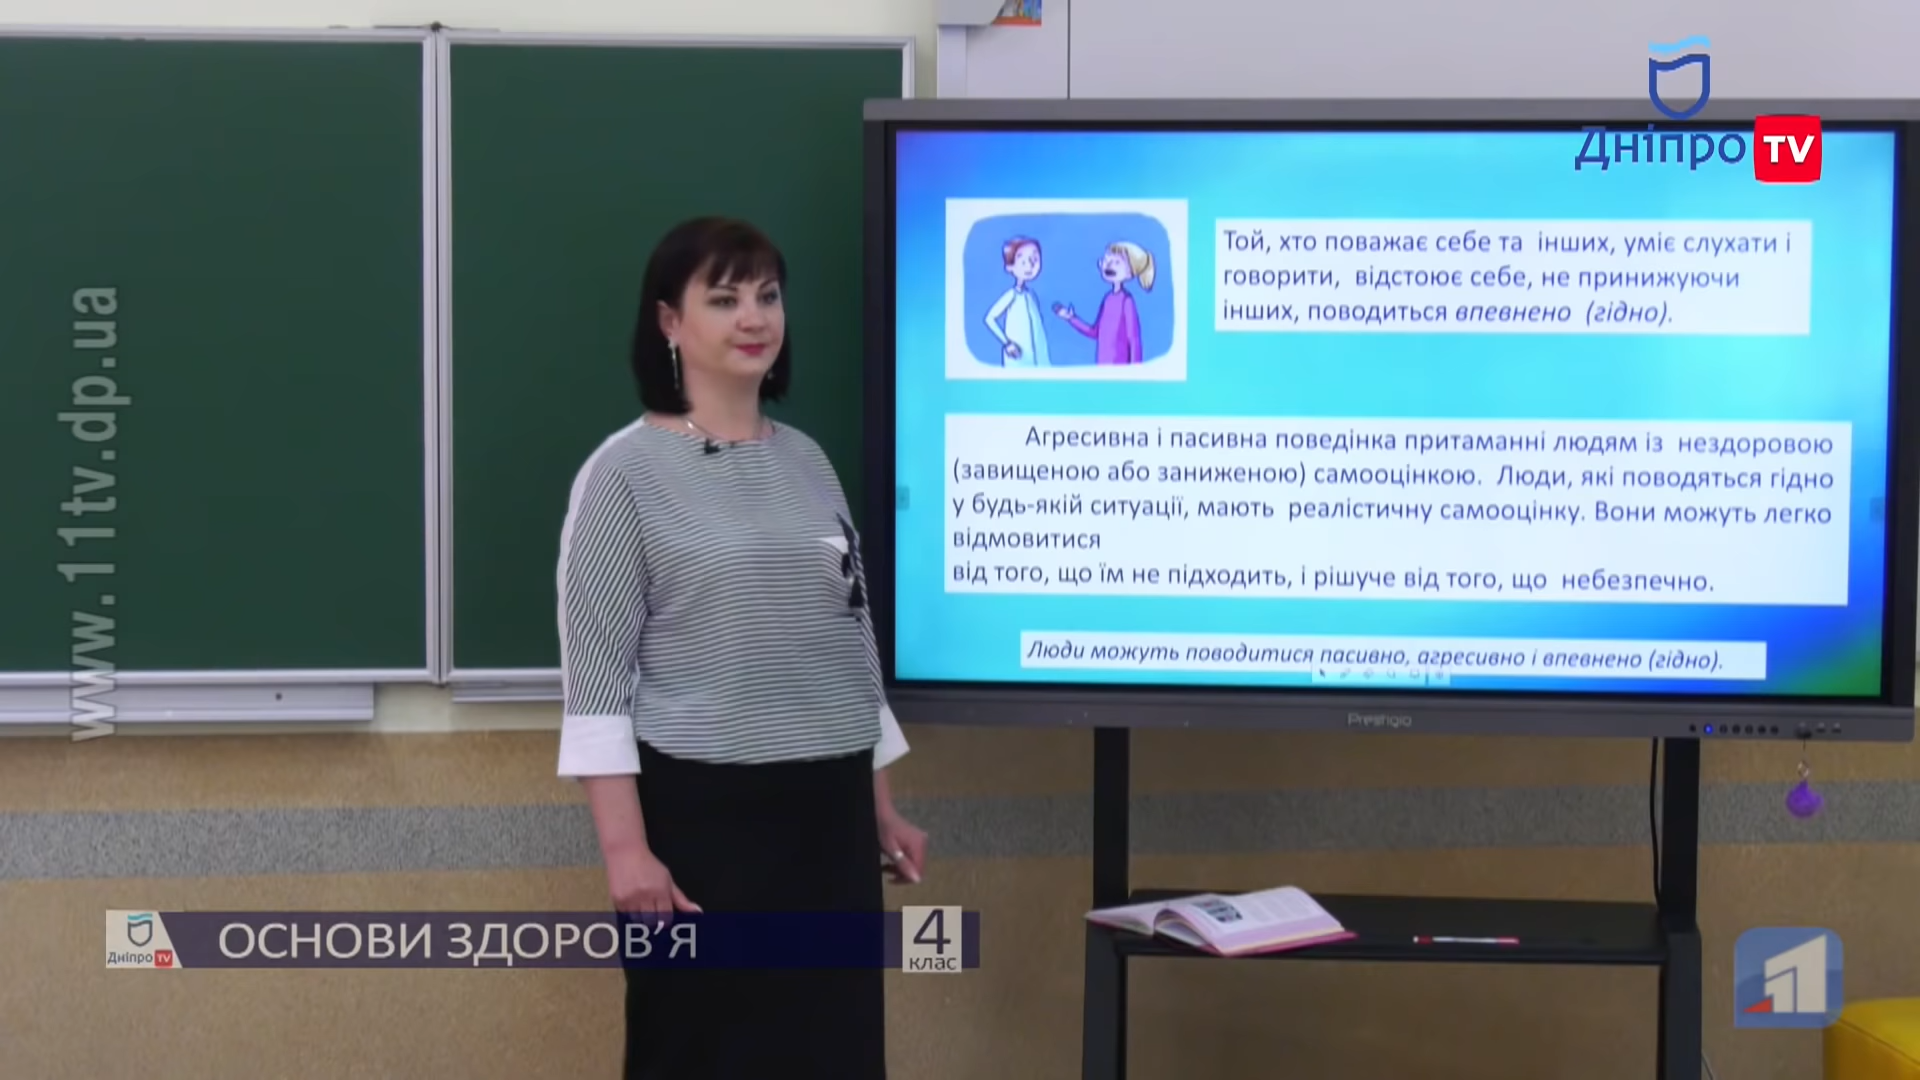 Дніпро TV
www.11tv.dp.ua
Той, хто поважає себе та інших, уміє слухати і
говорити, відстоює себе, не принижуючи
інших, поводиться впевнено (гідно).
Агресивна і пасивна поведінка притаманні людям із нездоровою
(завищеною або заниженою) самооцінкою. Люди, які поводяться гідно
у будь-якій ситуації, мають реалістичну самооцінку. Вони можуть легко
відмовитися
від того, що їм не підходить, і рішуче від того, що небезпечно.
Люди можуть поводитися пасивно, агресивно і впевнено (гідно).
Prestigio
Дніпро TV
ОСНОВИ ЗДОРОВ’Я
4
клас
11